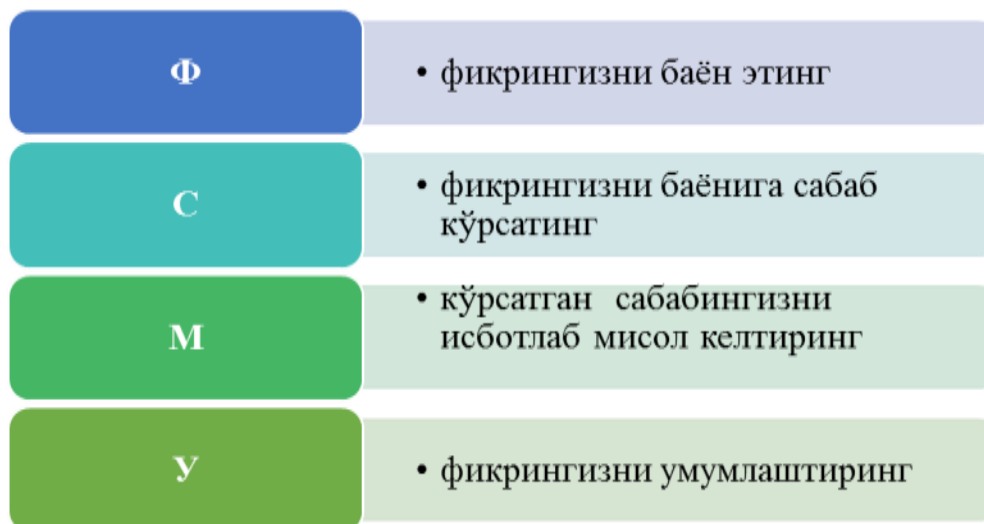 Ф
• фикрингизни баён этинг
С
• фикрингизни баёнига сабаб
кўрсатинг
М
• кўрсатган сабабингизни
исботлаб мисол келтиринг
У
• фикрингизни умумлаштиринг